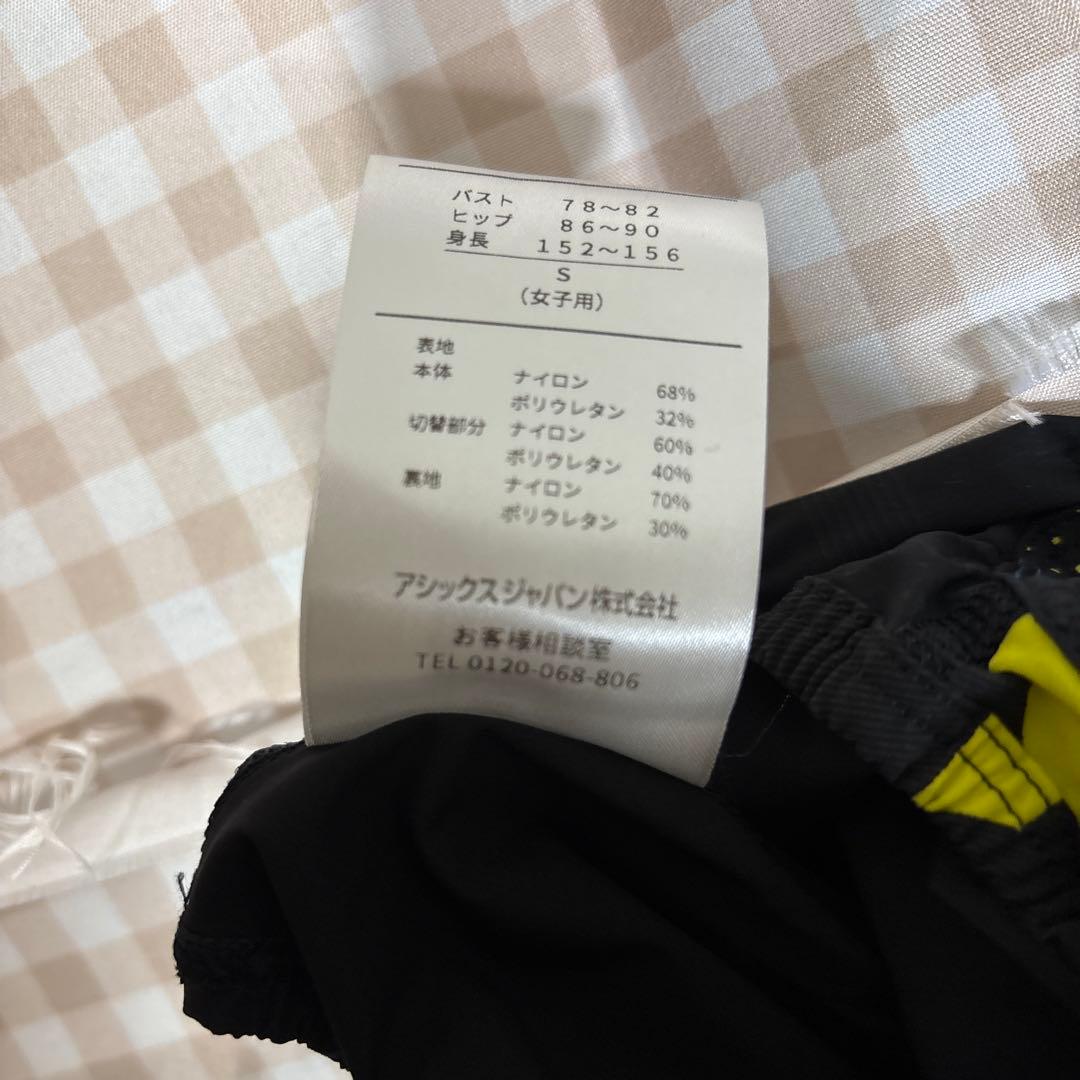 バスト 78～82
ヒップ 86～90
身長 152～156
S
(女子用)
表地
本体 ナイロン 68%
ポリウレタン 32%
切替部分 ナイロン 60%
ポリウレタン 40%
裏地 ナイロン 70%
ポリウレタン 30%
アシックスジャパン株式会社
お客様相談室
TEL 0120-068-806